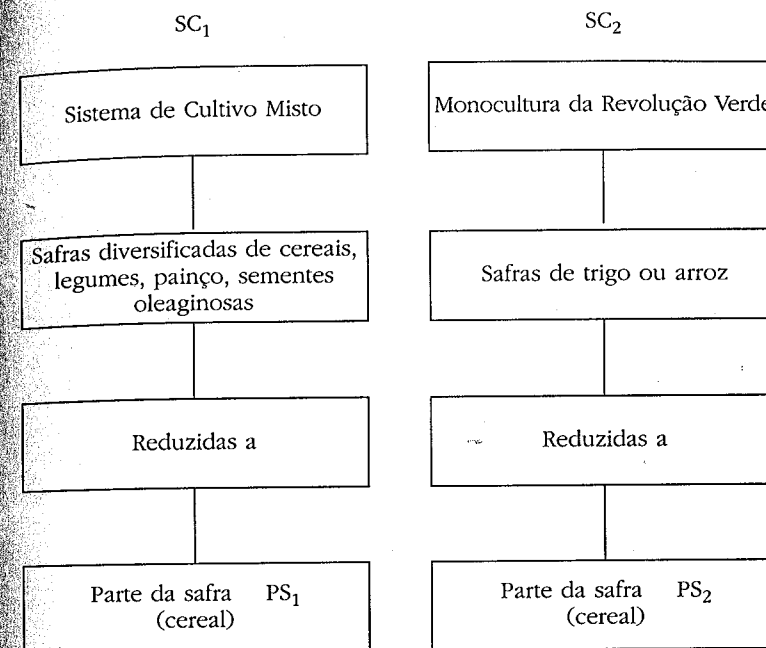 SC₁
Sistema de Cultivo Misto
Safras diversificadas de cereais,
legumes, painço, sementes
oleaginosas
Reduzidas a
Parte da safra PS₁
(cereal)
SC₂
Monocultura da Revolução Verde
Safras de trigo ou arroz
Reduzidas a
Parte da safra PS₂
(cereal)